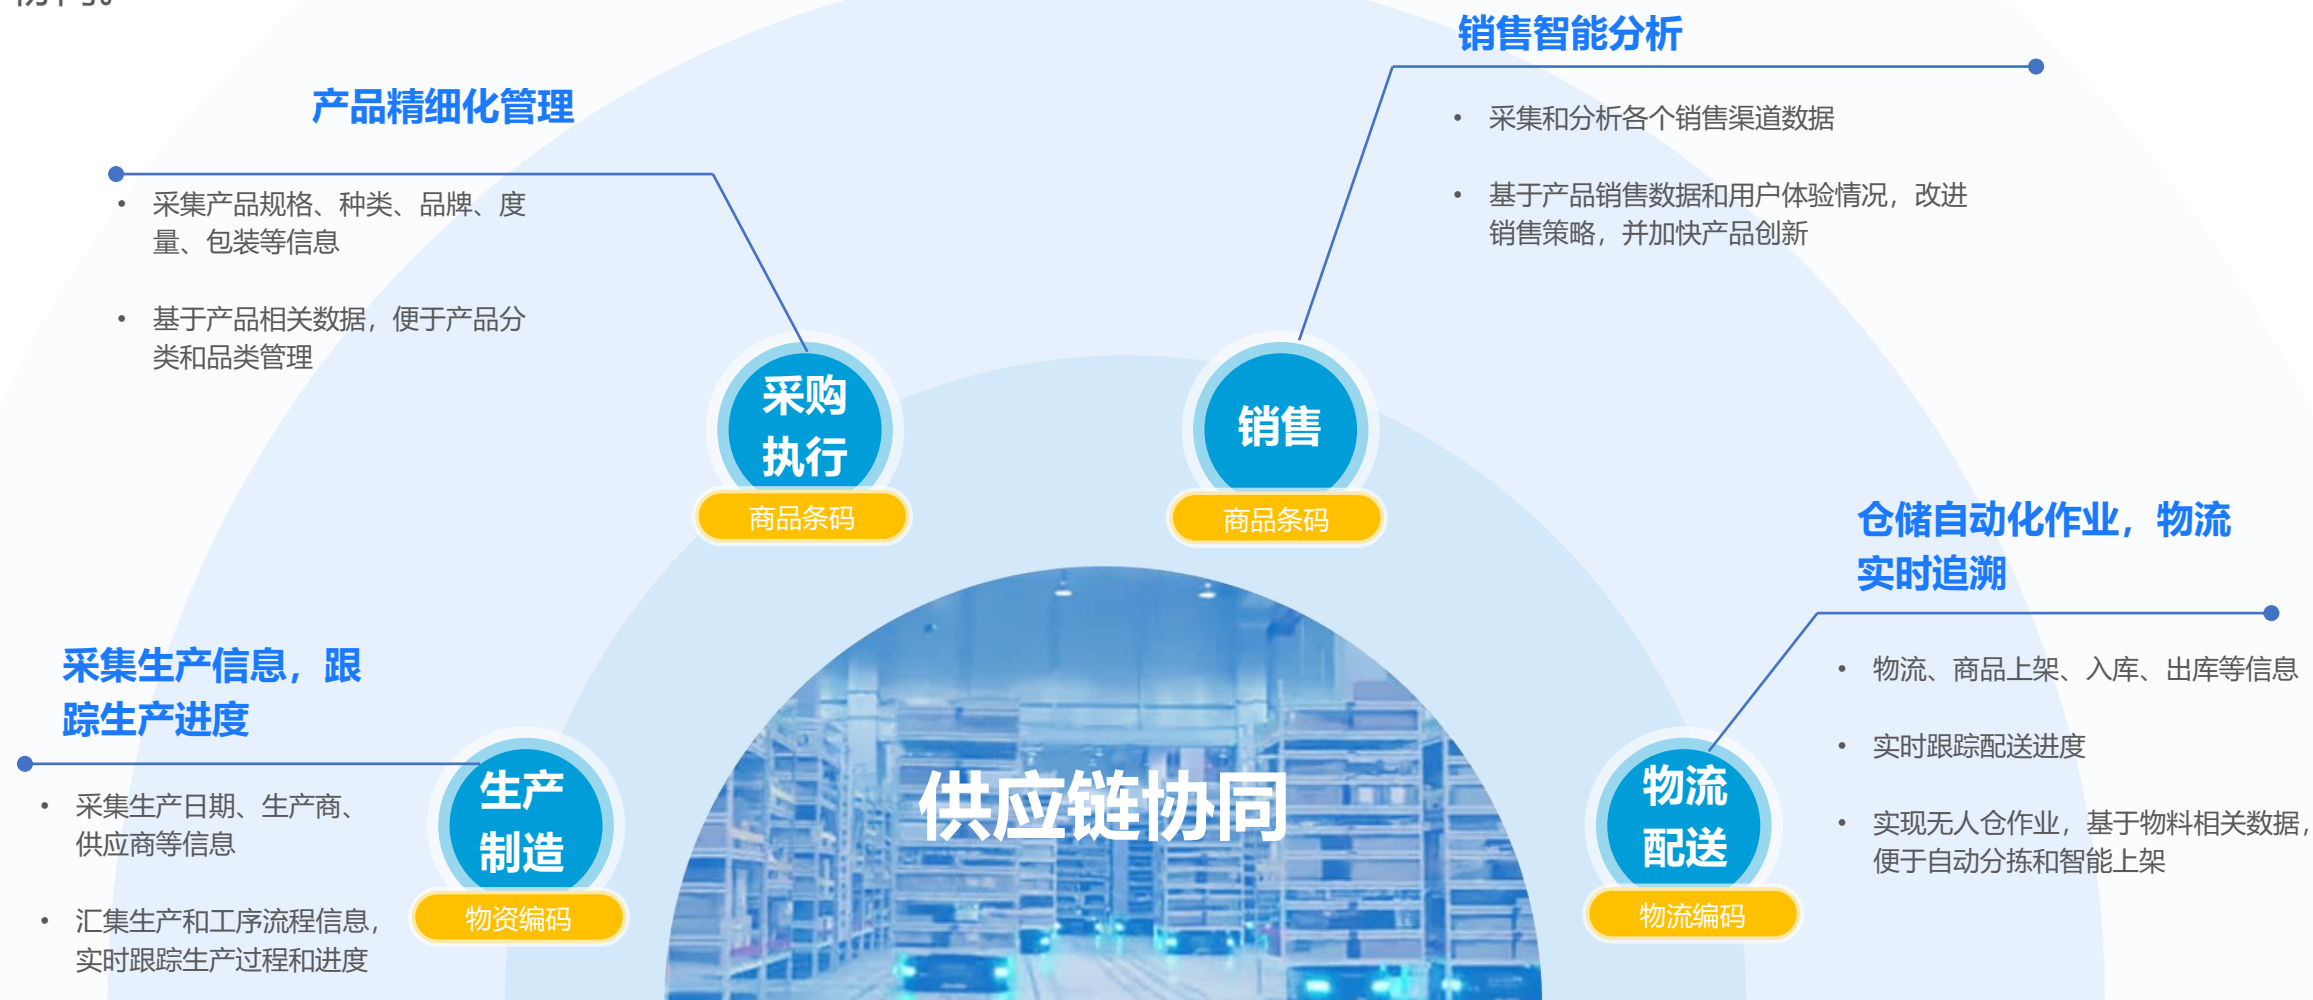 销售智能分析
采集和分析各个销售渠道数据
基于产品销售数据和用户体验情况，改进
销售策略，并加快产品创新
产品精细化管理
采集产品规格、种类、品牌、度
量、包装等信息
基于产品相关数据，便于产品分
类和品类管理
采购
执行
商品条码
销售
商品条码
仓储自动化作业，物流
实时追溯
物流、商品上架、入库、出库等信息
实时跟踪配送进度
实现无人仓作业，基于物料相关数据，
便于自动分拣和智能上架
采集生产信息，跟
踪生产进度
采集生产日期、生产商、
供应商等信息
汇集生产和工序流程信息，
实时跟踪生产过程和进度
生产
制造
物资编码
供应链协同
物流
配送
物流编码